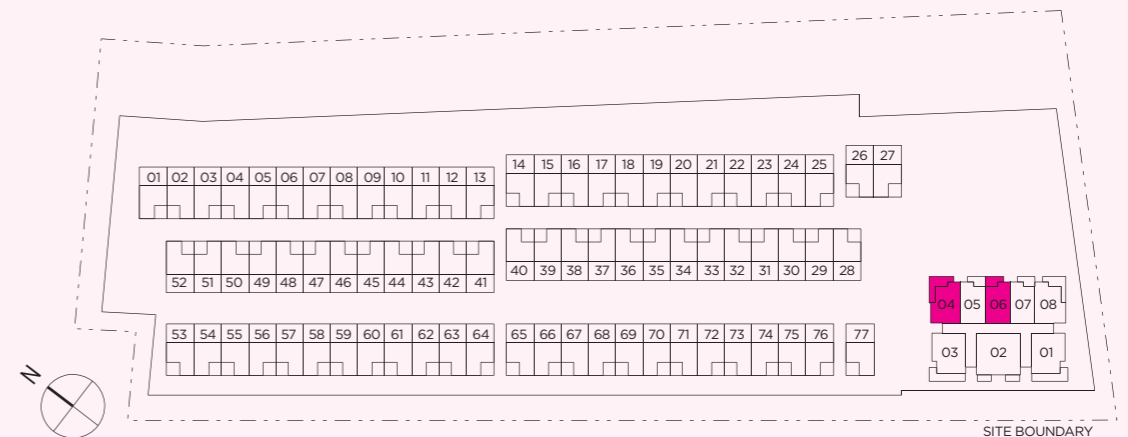 01 02 03 04 05 06 07 08 09 10 11 12 13
14 15 16 17 18 19 20 21 22 23 24 25
26 27
52 51 50 49 48 47 46 45 44 43 42 41
40 39 38 37 36 35 34 33 32 31 30 29 28
04 05 06 07 08
53 54 55 56 57 58 59 60 61 62 63 64
65 66 67 68 69 70 71 72 73 74 75 76
77
03 02 01
N
SITE BOUNDARY